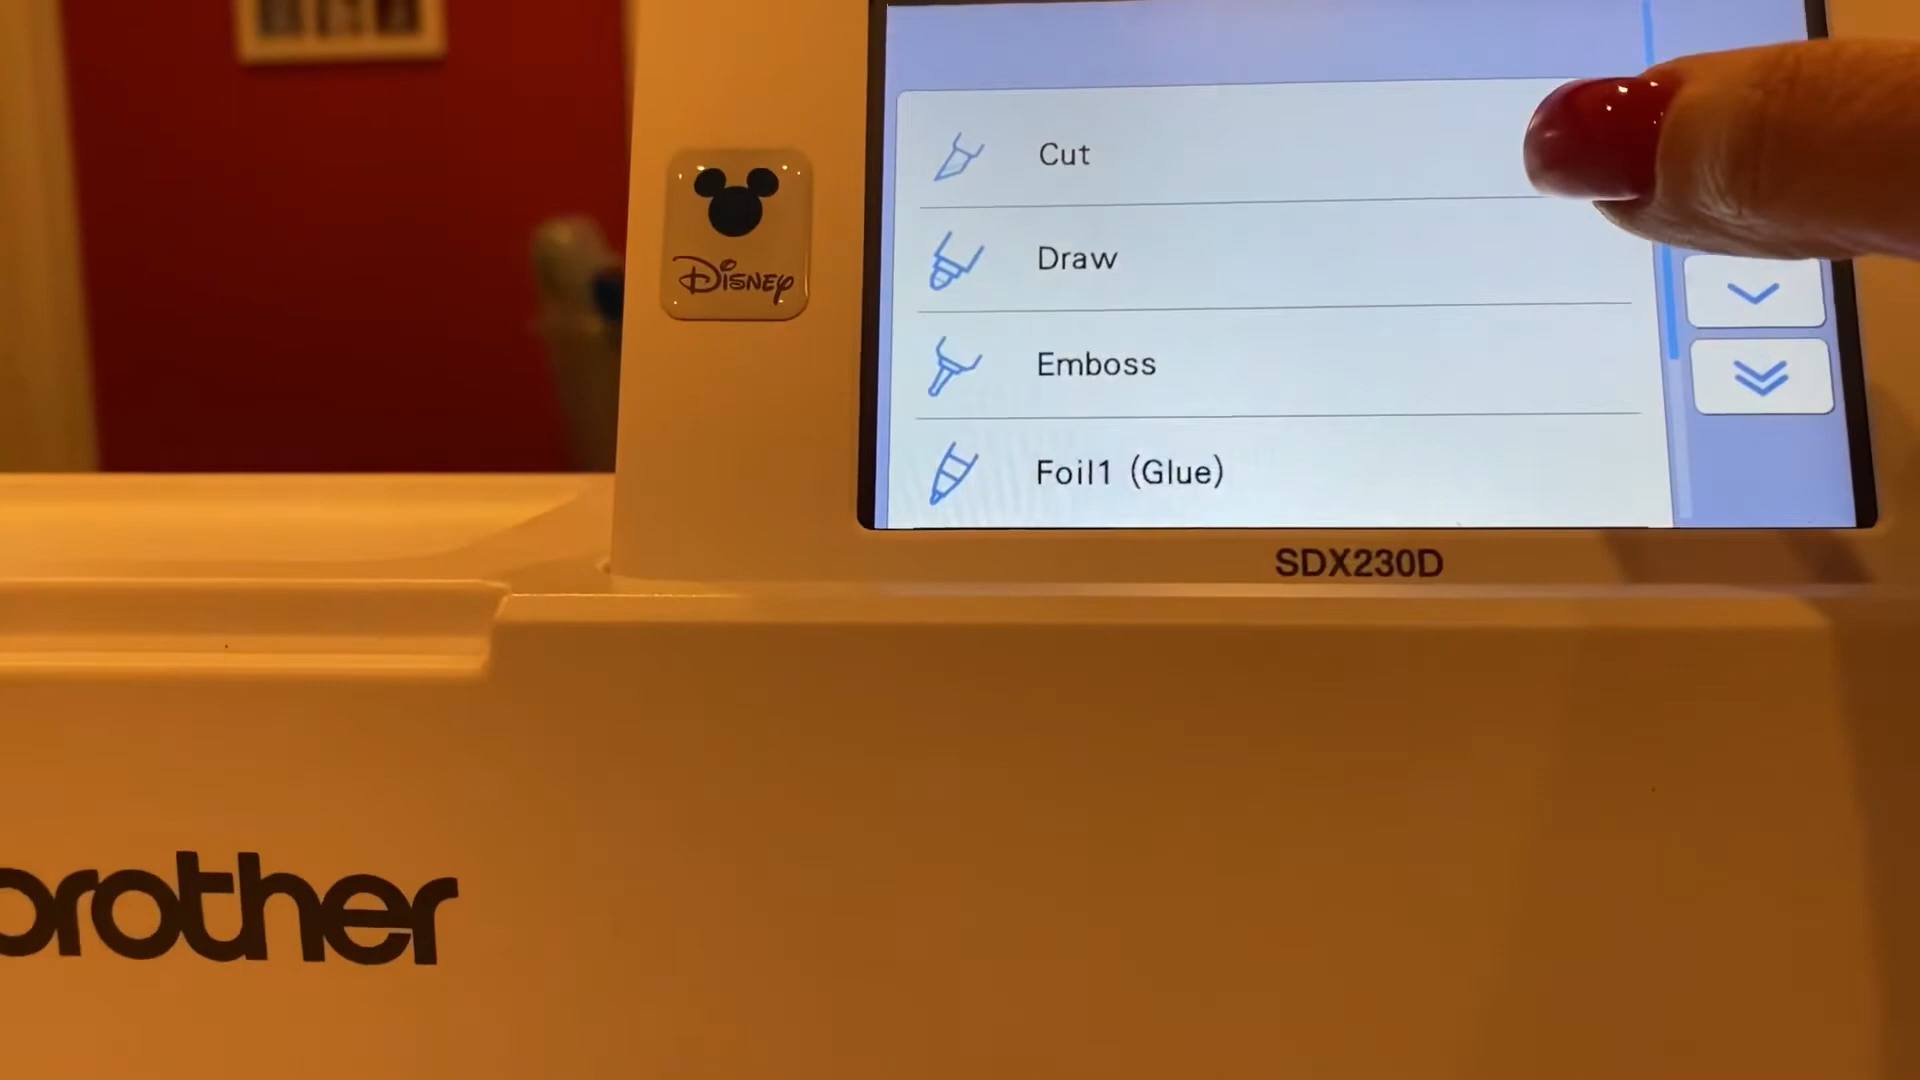 Cut
Draw
Emboss
Foil1 (Glue)
Disney
SDX230D
brother